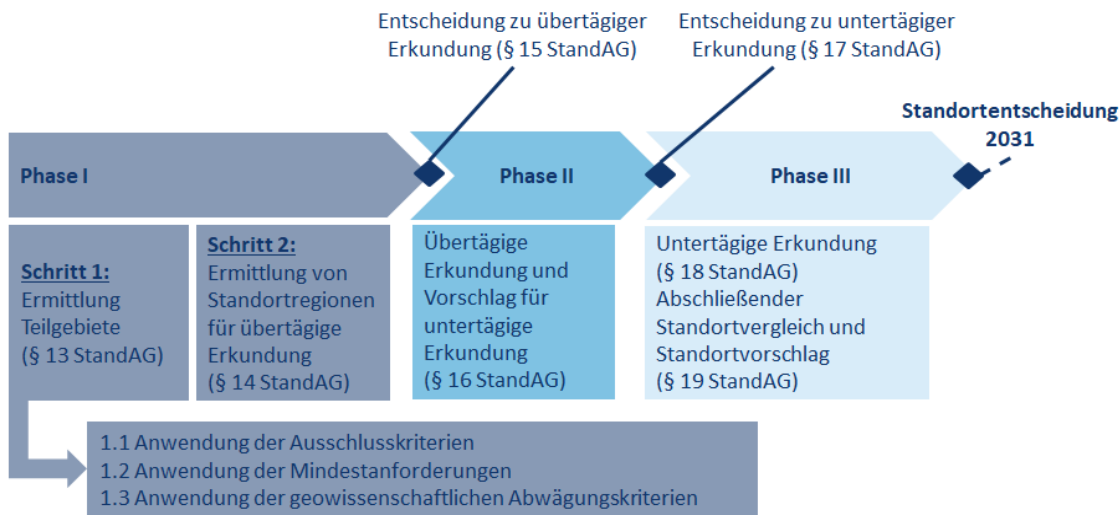 Entscheidung zu übertägiger
Erkundung (§ 15 StandAG)
Entscheidung zu untertägiger
Erkundung (§ 17 StandAG)
Standortentscheidung
2031
Phase I
Phase II
Phase III
Schritt 1:
Ermittlung
Teilgebiete
(§ 13 StandAG)
Schritt 2:
Ermittlung von
Standortregionen
für übertägige
Erkundung
(§ 14 StandAG)
Übertägige
Erkundung und
Vorschlag für
untertägige
Erkundung
(§ 16 StandAG)
Untertägige Erkundung
(§ 18 StandAG)
Abschließender
Standortvergleich und
Standortvorschlag
(§ 19 StandAG)
1.1 Anwendung der Ausschlusskriterien
1.2 Anwendung der Mindestanforderungen
1.3 Anwendung der geowissenschaftlichen Abwägungskriterien